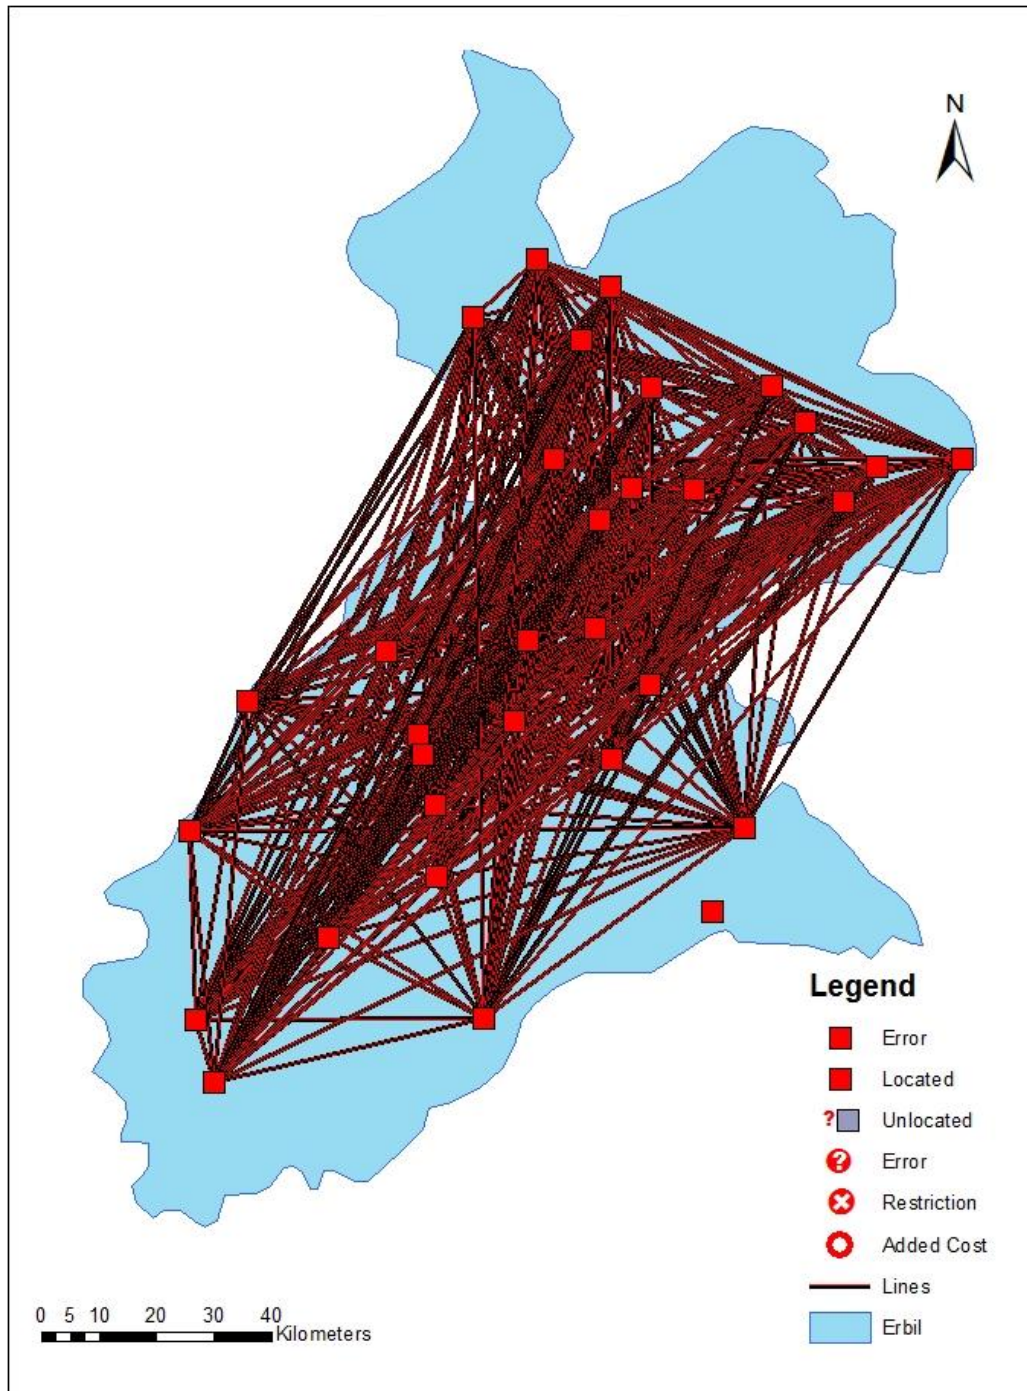 N
Legend
Error
Located
? Unlocated
? Error
Restriction
Added Cost
Lines
Erbil
0 5 10 20 30 40
Kilometers